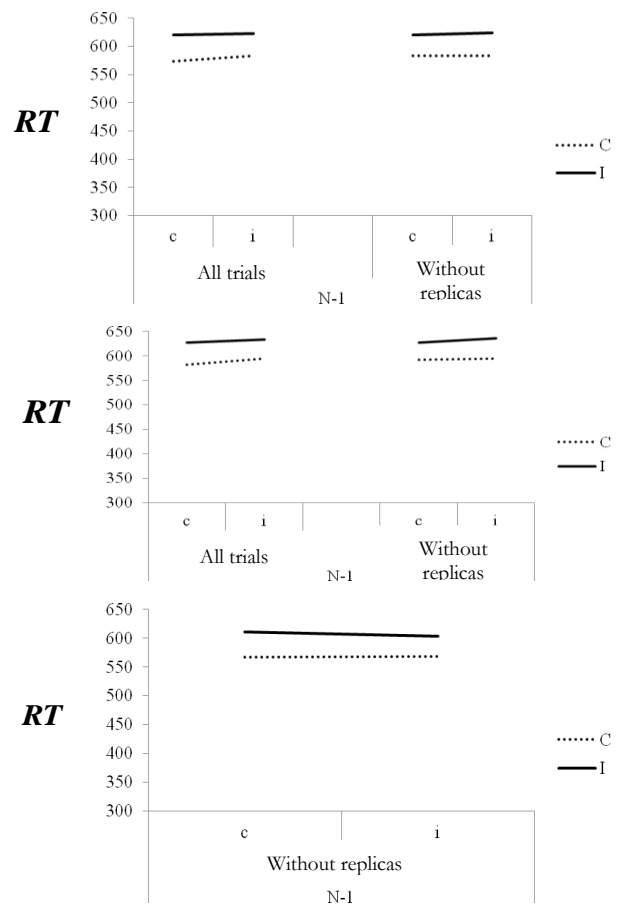 650
600
550
500
450
400
350
300
RT
C
I
c i c i
All trials Without
replicas
N-1
650
600
550
500
450
400
350
300
RT
C
I
c i c i
All trials Without
replicas
N-1
650
600
550
500
450
400
350
300
RT
C
I
c i
Without replicas
N-1